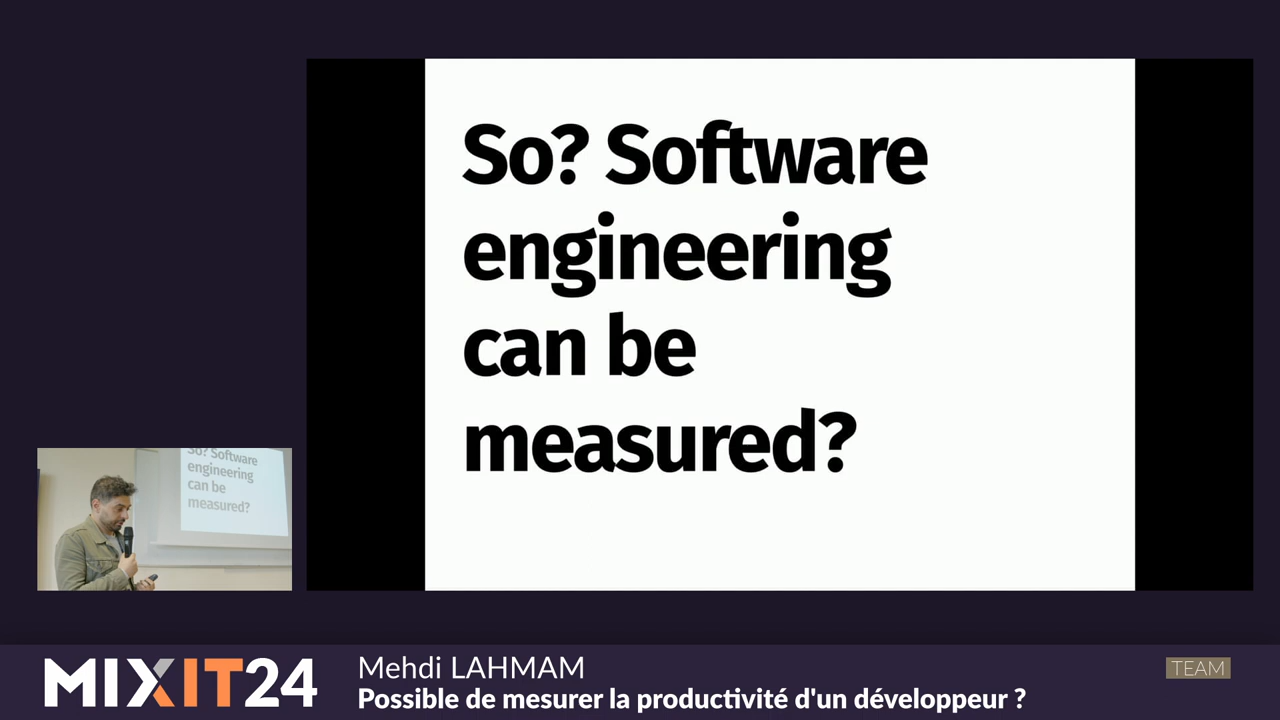 So? Software
engineering
can be
measured?
So? Software
engineering
can be
measured?
MIXIT24
Mehdi LAHMAM
Possible de mesurer la productivité d'un développeur ?
TEAM